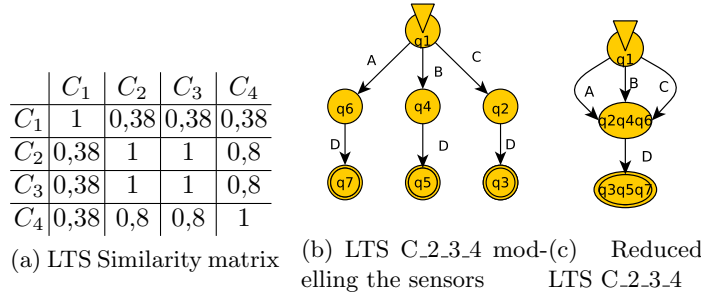 C1 C2 C3 C4
C1 1 0,38 0,38 0,38
C2 0,38 1 1 0,8
C3 0,38 1 1 0,8
C4 0,38 0,8 0,8 1
(a) LTS Similarity matrix
q1
A B C
q6 q4 q2
D D D
q7 q5 q3
(b) LTS C_2_3_4 mod-
elling the sensors
q1
A B C
q2q4q6
D
q3q5q7
(c) Reduced
LTS C_2_3_4